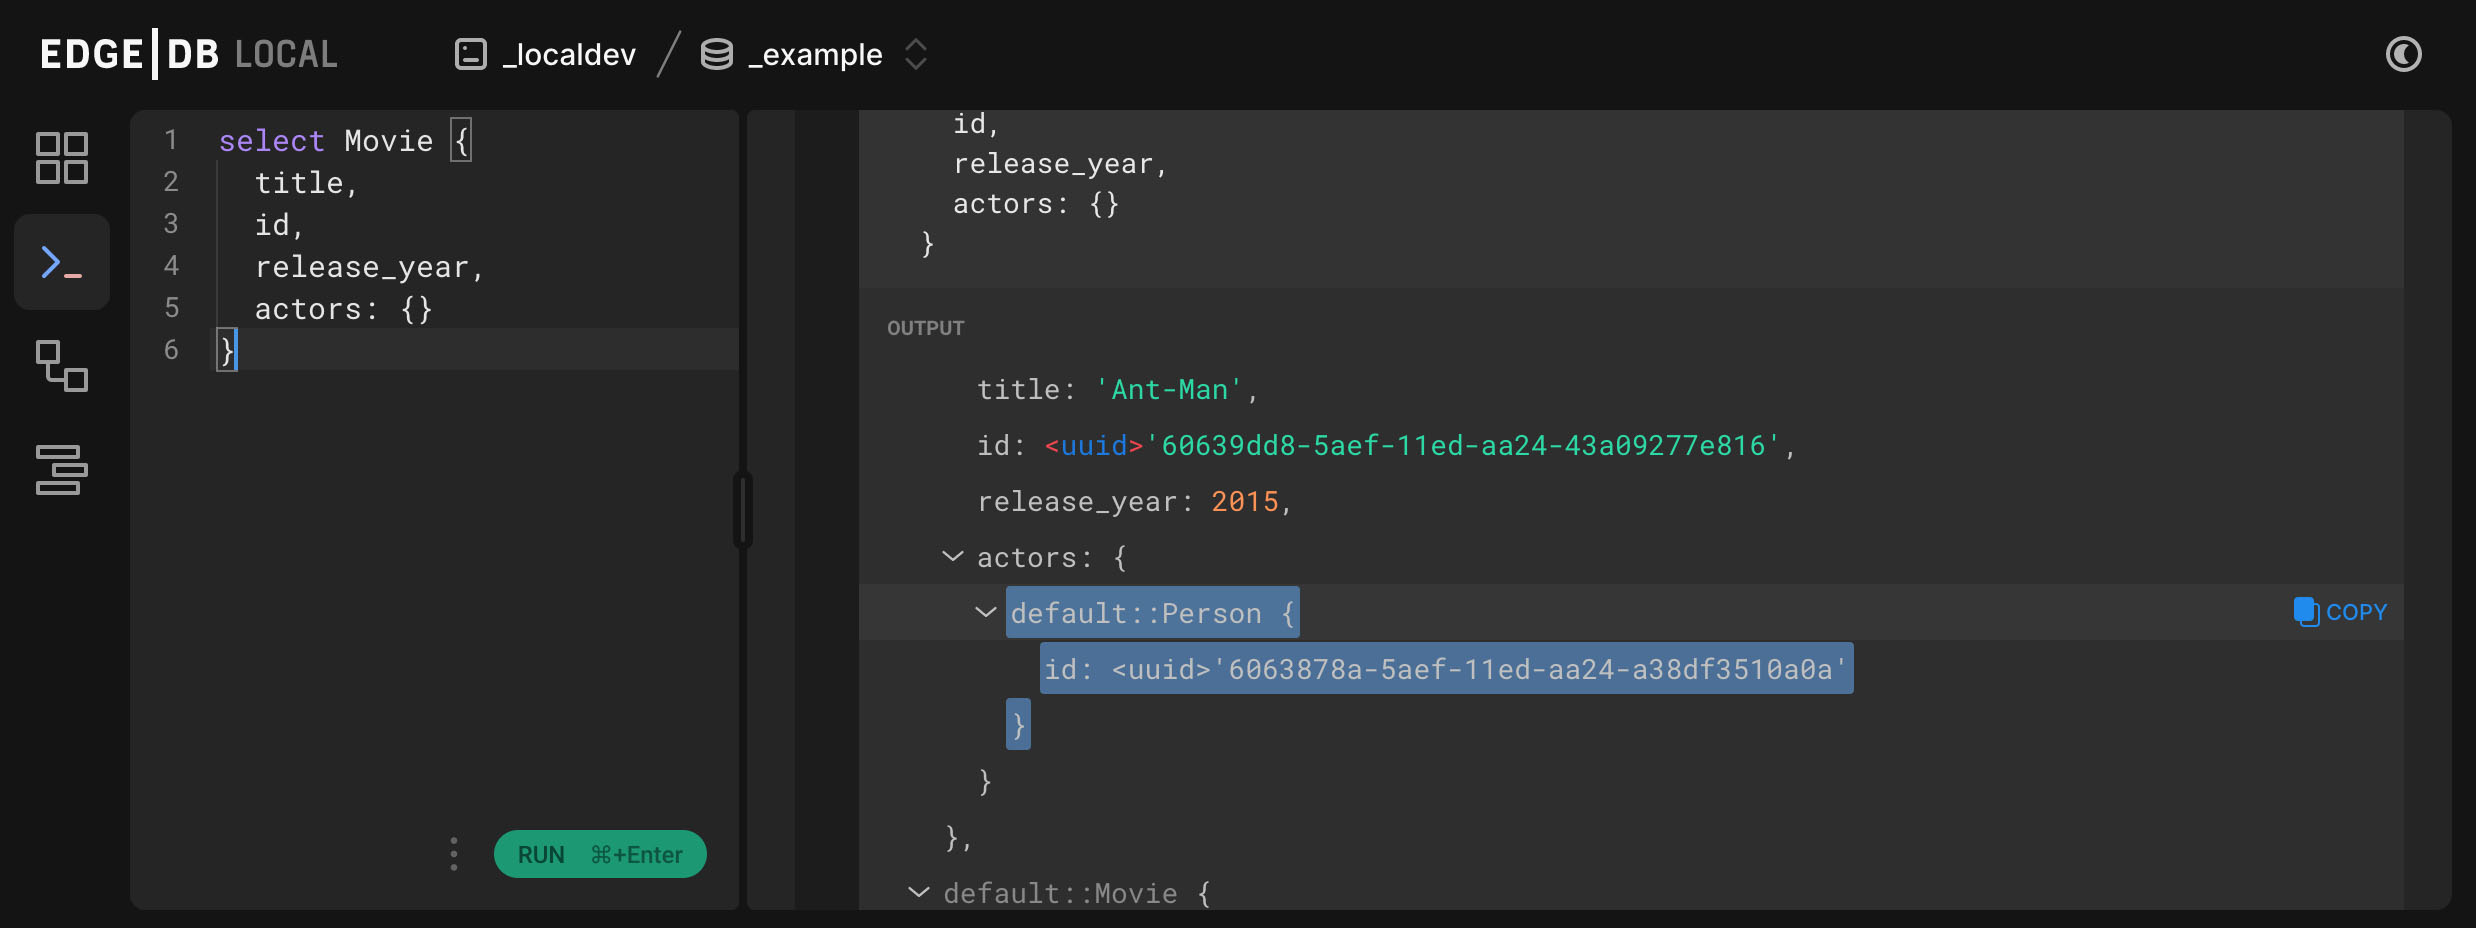 EDGE|DB LOCAL
_localdev / _example
1 select Movie {
2 title,
3 id,
4 release_year,
5 actors: {}
6 }
RUN ⌘+Enter
id,
release_year,
actors: {}
}
OUTPUT
title: 'Ant-Man',
id: <uuid>'60639dd8-5aef-11ed-aa24-43a09277e816',
release_year: 2015,
actors: {
default::Person {
COPY
id: <uuid>'6063878a-5aef-11ed-aa24-a38df3510a0a'
}
}
},
default::Movie {